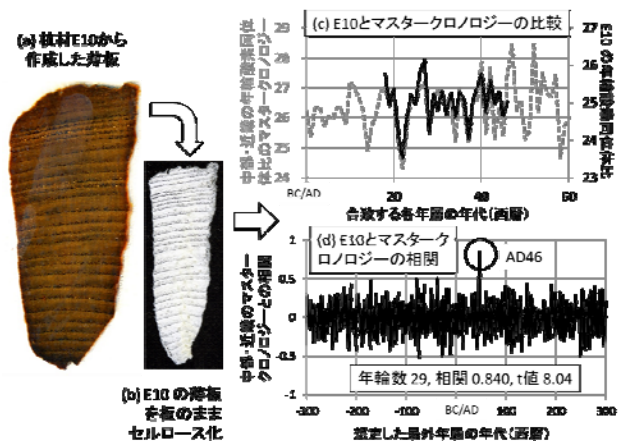 (a) 杭材E10から
作成した薄板
(b) E10 の薄板
を板のまま
セルロース化
(c) E10とマスタークロノロジーの比較
中部・近畿の年輪酸素同位
体比のマスタークロノロジー
29
28
27
26
25
24
E10 の年輪酸素同位体比
27
26
25
24
23
BC/AD
20
40
60
合致する各年層の年代(西暦)
(d) E10とマスターク
ロノロジーの相関
AD46
中部・近畿のマスター
クロノロジーとの相関
1
0.5
0
-0.5
-1
年輪数 29, 相関 0.840, t値 8.04
-300
-200
-100
BC/AD
100
200
300
想定した最外年層の年代(西暦)